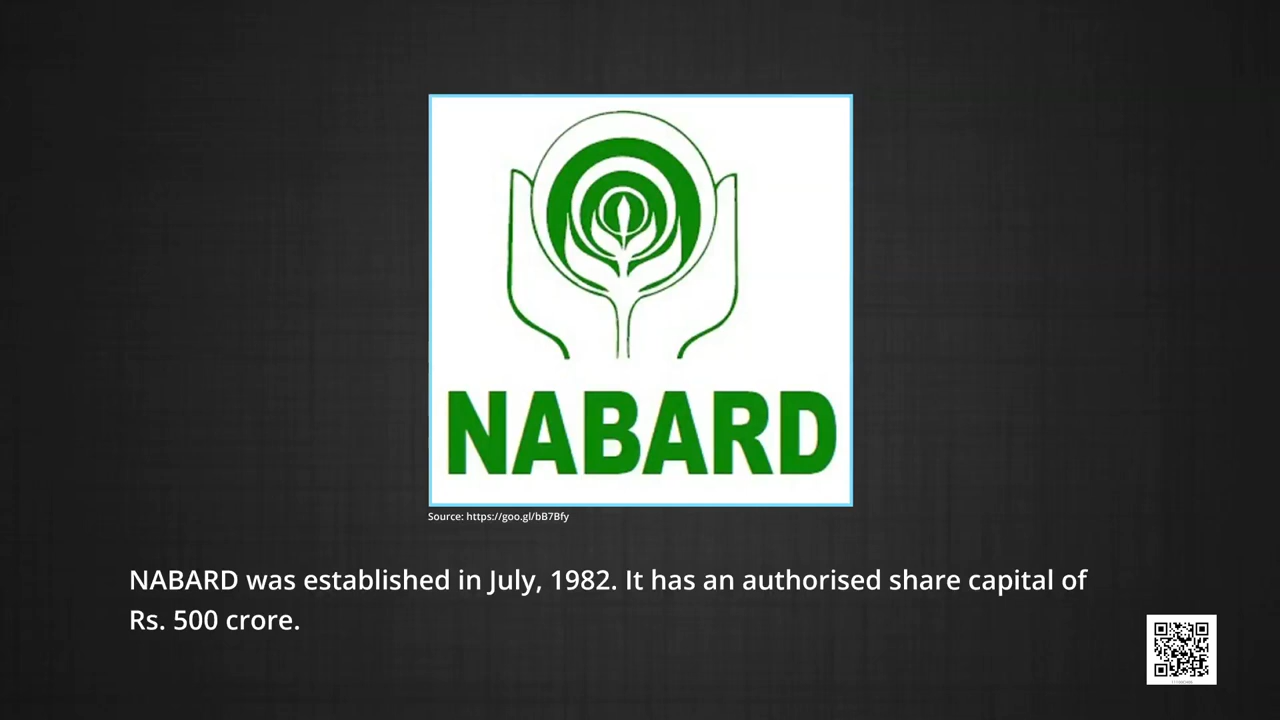 NABARD
Source: https://goo.gl/bB7Bfy
NABARD was established in July, 1982. It has an authorised share capital of
Rs. 500 crore.